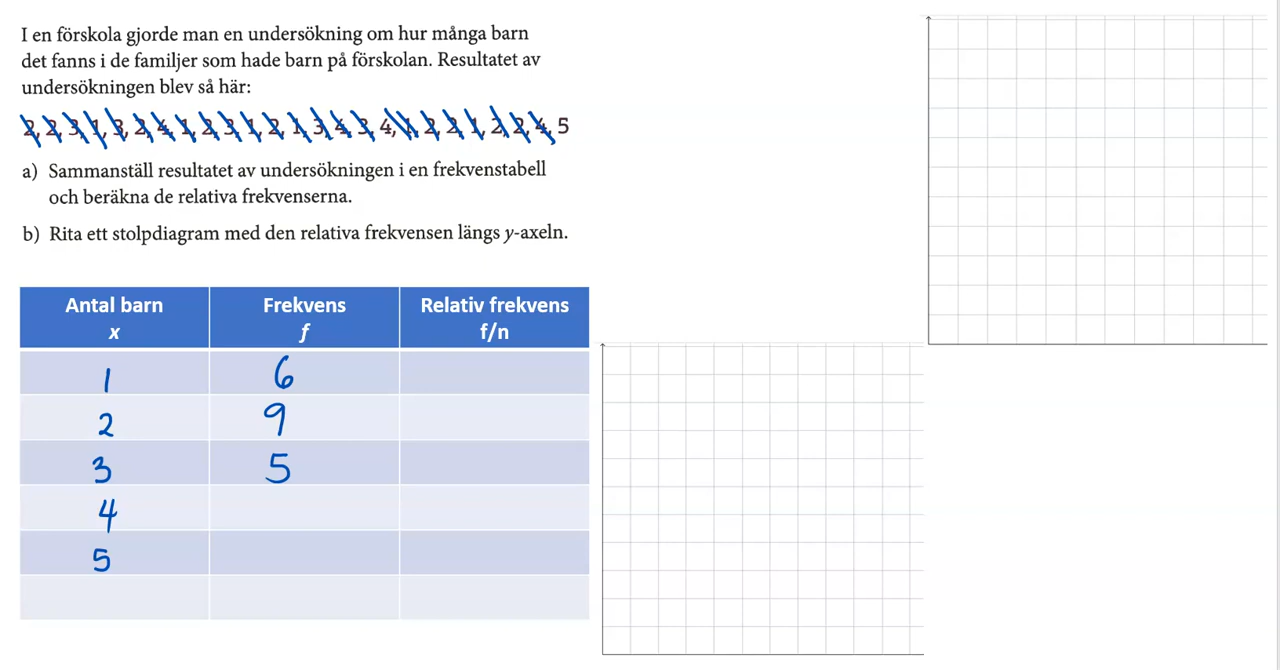 I en förskola gjorde man en undersökning om hur många barn
det fanns i de familjer som hade barn på förskolan. Resultatet av
undersökningen blev så här:
2, 2, 3, 1, 3, 2, 4, 1, 2, 3, 1, 2, 1, 3, 4, 3, 4, 1, 2, 2, 1, 2, 2, 4, 5
a) Sammanställ resultatet av undersökningen i en frekvenstabell
och beräkna de relativa frekvenserna.
b) Rita ett stolpdiagram med den relativa frekvensen längs y-axeln.
Antal barn Frekvens Relativ frekvens
x f f/n
1 6
2 9
3 5
4
5